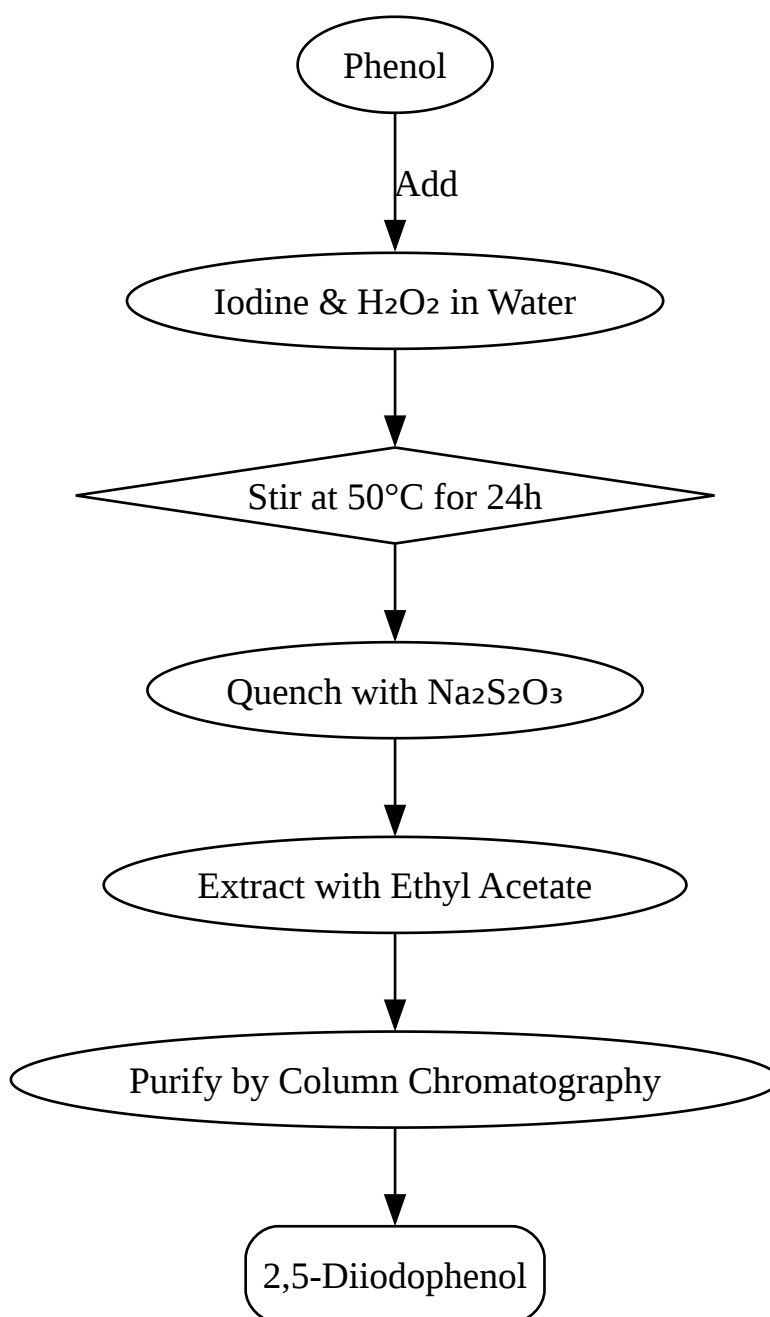 Phenol
Add
Iodine & H₂O₂ in Water
Stir at 50°C for 24h
Quench with Na₂S₂O₃
Extract with Ethyl Acetate
Purify by Column Chromatography
2,5-Diiodophenol